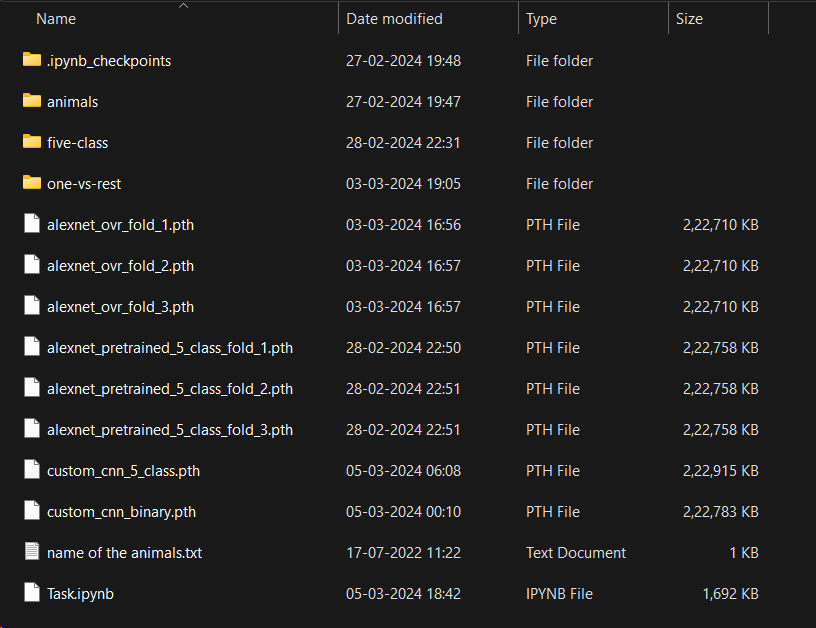 Name Date modified Type Size
.ipynb_checkpoints 27-02-2024 19:48 File folder
animals 27-02-2024 19:47 File folder
five-class 28-02-2024 22:31 File folder
one-vs-rest 03-03-2024 19:05 File folder
alexnet_ovr_fold_1.pth 03-03-2024 16:56 PTH File 2,22,710 KB
alexnet_ovr_fold_2.pth 03-03-2024 16:57 PTH File 2,22,710 KB
alexnet_ovr_fold_3.pth 03-03-2024 16:57 PTH File 2,22,710 KB
alexnet_pretrained_5_class_fold_1.pth 28-02-2024 22:50 PTH File 2,22,758 KB
alexnet_pretrained_5_class_fold_2.pth 28-02-2024 22:51 PTH File 2,22,758 KB
alexnet_pretrained_5_class_fold_3.pth 28-02-2024 22:51 PTH File 2,22,758 KB
custom_cnn_5_class.pth 05-03-2024 06:08 PTH File 2,22,915 KB
custom_cnn_binary.pth 05-03-2024 00:10 PTH File 2,22,783 KB
name of the animals.txt 17-07-2022 11:22 Text Document 1 KB
Task.ipynb 05-03-2024 18:42 IPYNB File 1,692 KB